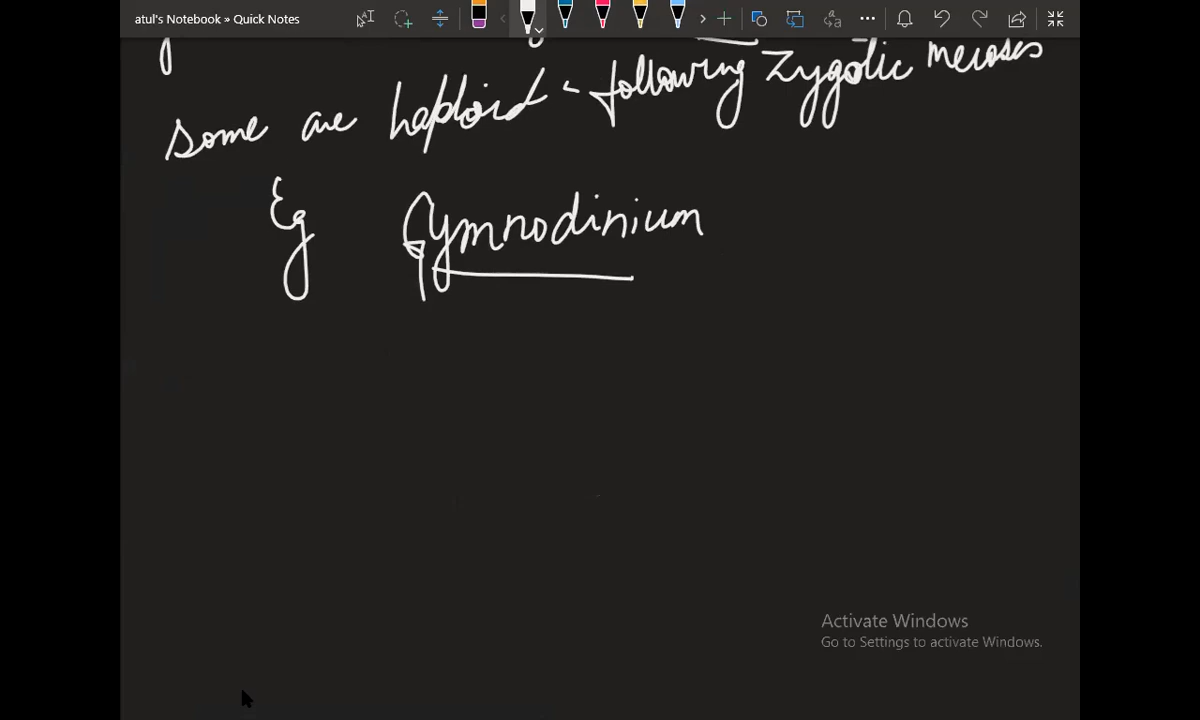 atul's Notebook » Quick Notes
some are haploid - following Zygotic meioses
Eg Gymnodinium
Activate Windows
Go to Settings to activate Windows.